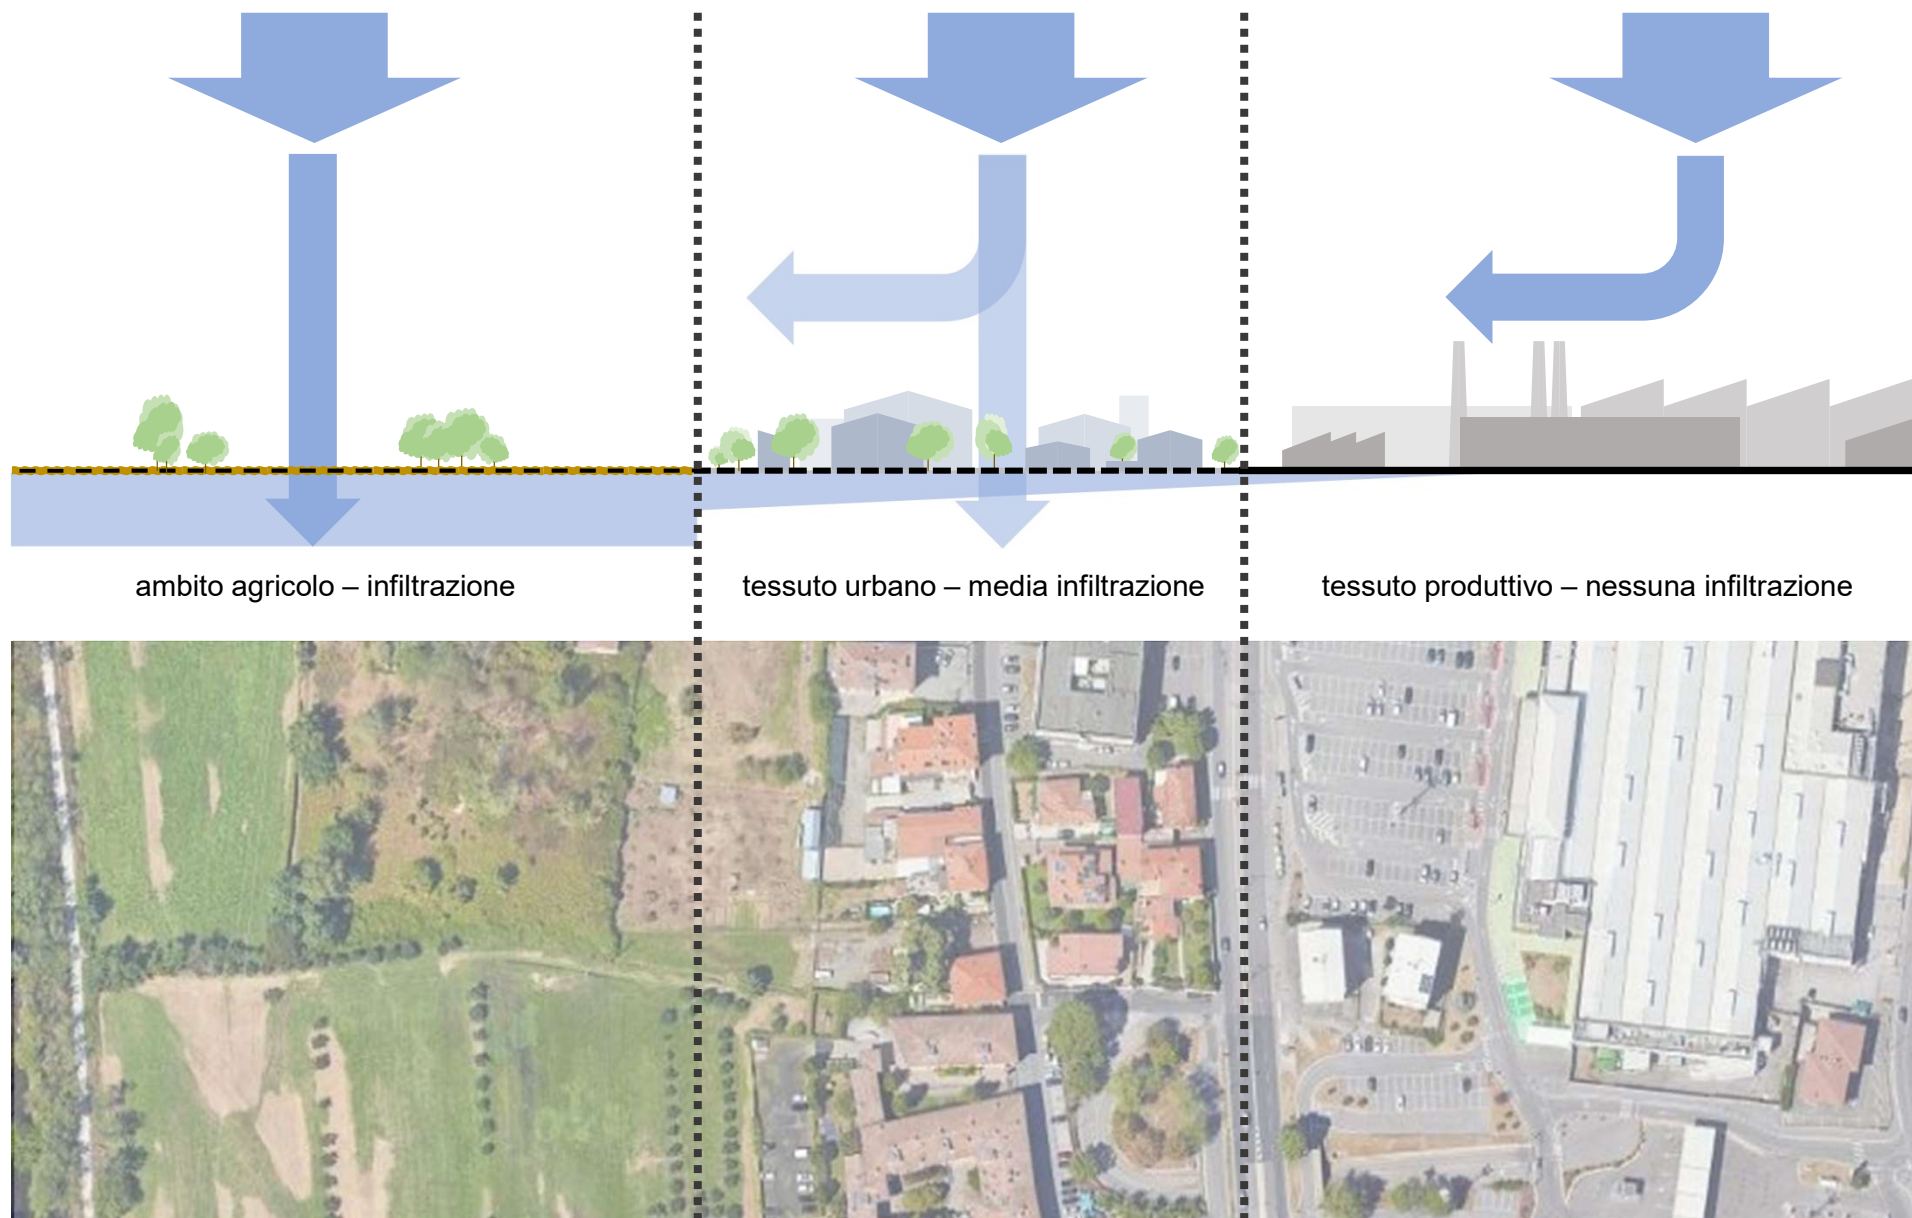 ambito agricolo – infiltrazione
tessuto urbano – media infiltrazione
tessuto produttivo – nessuna infiltrazione